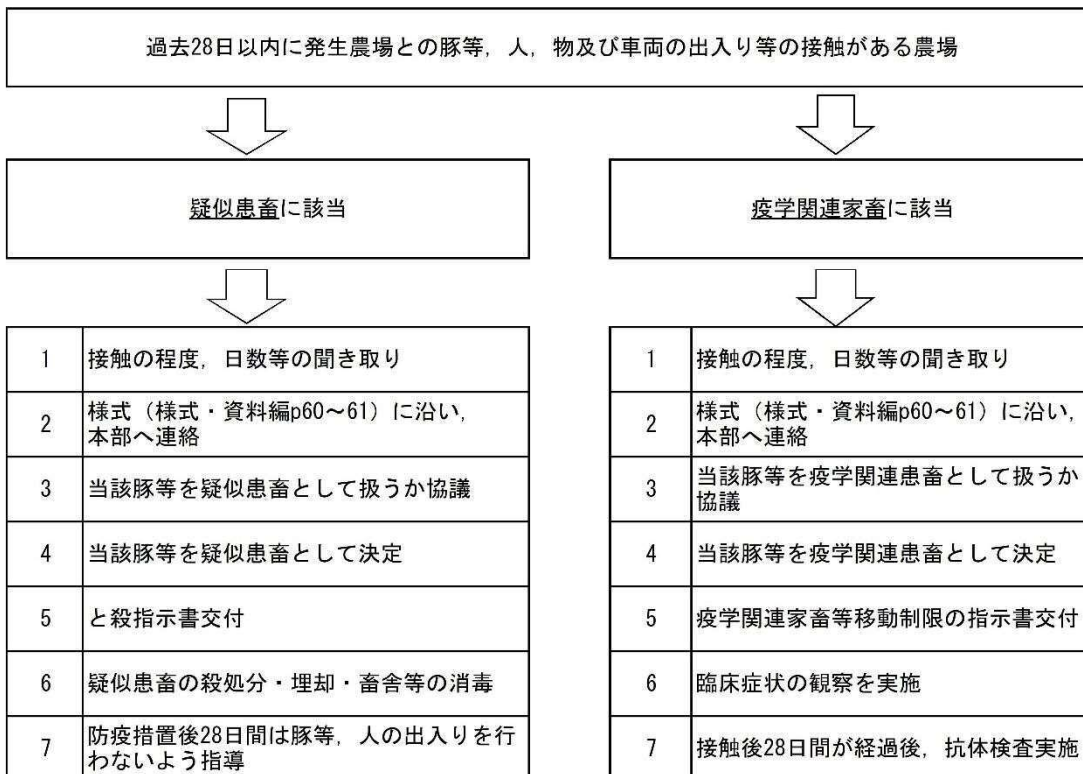 過去28日以内に発生農場との豚等，人，物及び車両の出入り等の接触がある農場
疑似患畜に該当
1 接触の程度，日数等の聞き取り
2 様式（様式・資料編p60～61）に沿い，
本部へ連絡
3 当該豚等を疑似患畜として扱うか協議
4 当該豚等を疑似患畜として決定
5 と殺指示書交付
6 疑似患畜の殺処分・埋却・畜舎等の消毒
7 防疫措置後28日間は豚等，人の出入りを行
わないよう指導
疫学関連家畜に該当
1 接触の程度，日数等の聞き取り
2 様式（様式・資料編p60～61）に沿い，
本部へ連絡
3 当該豚等を疫学関連患畜として扱うか
協議
4 当該豚等を疫学関連患畜として決定
5 疫学関連家畜等移動制限の指示書交付
6 臨床症状の観察を実施
7 接触後28日間が経過後，抗体検査実施